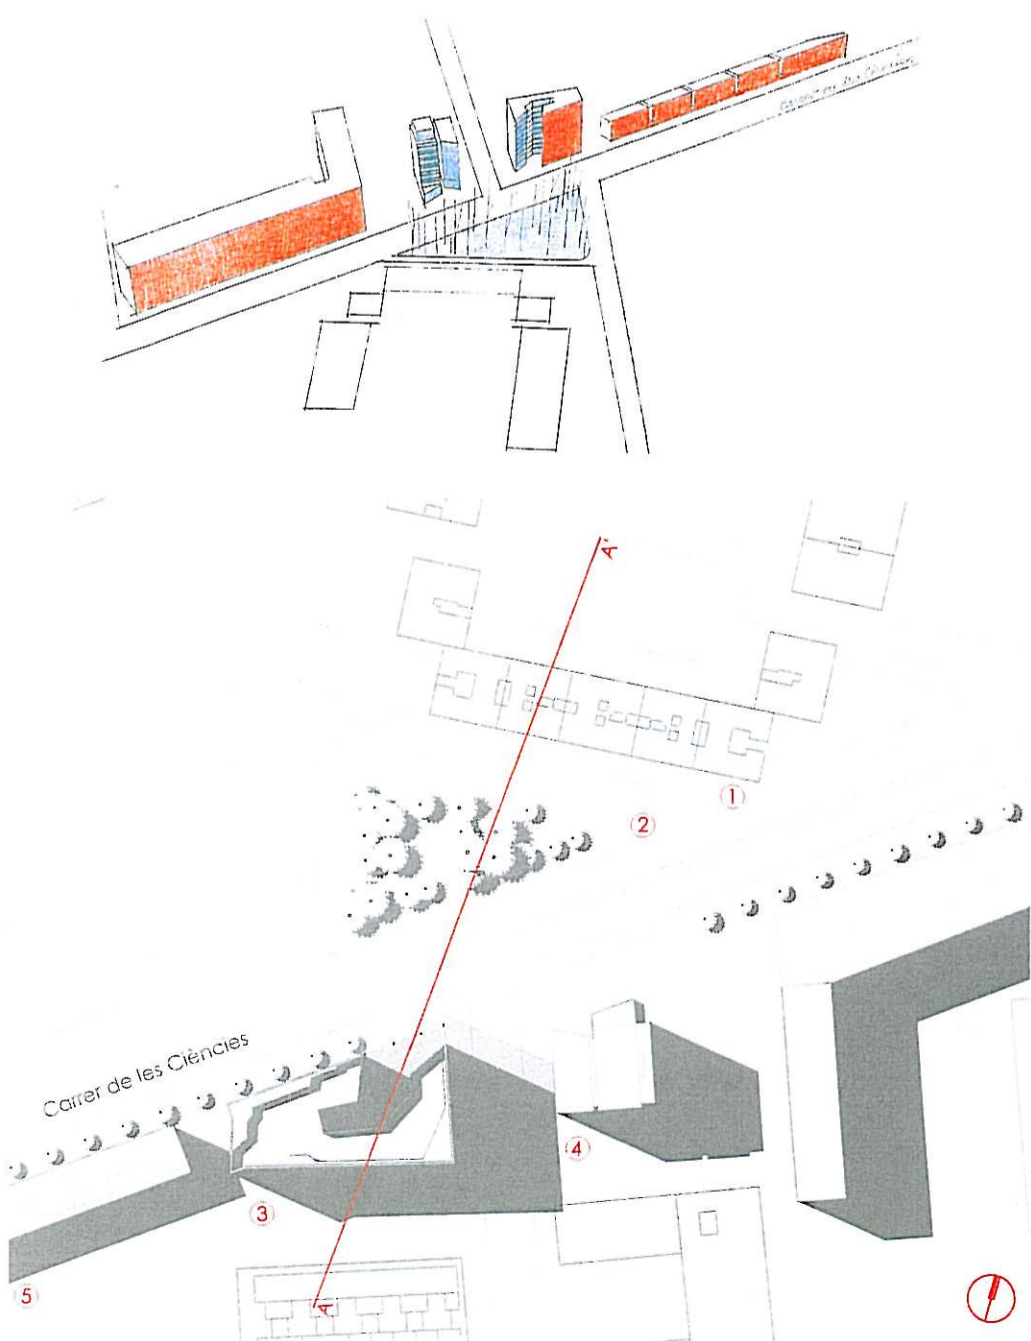 A'
①
②
Carrer de les Ciències
④
③
⑤
A